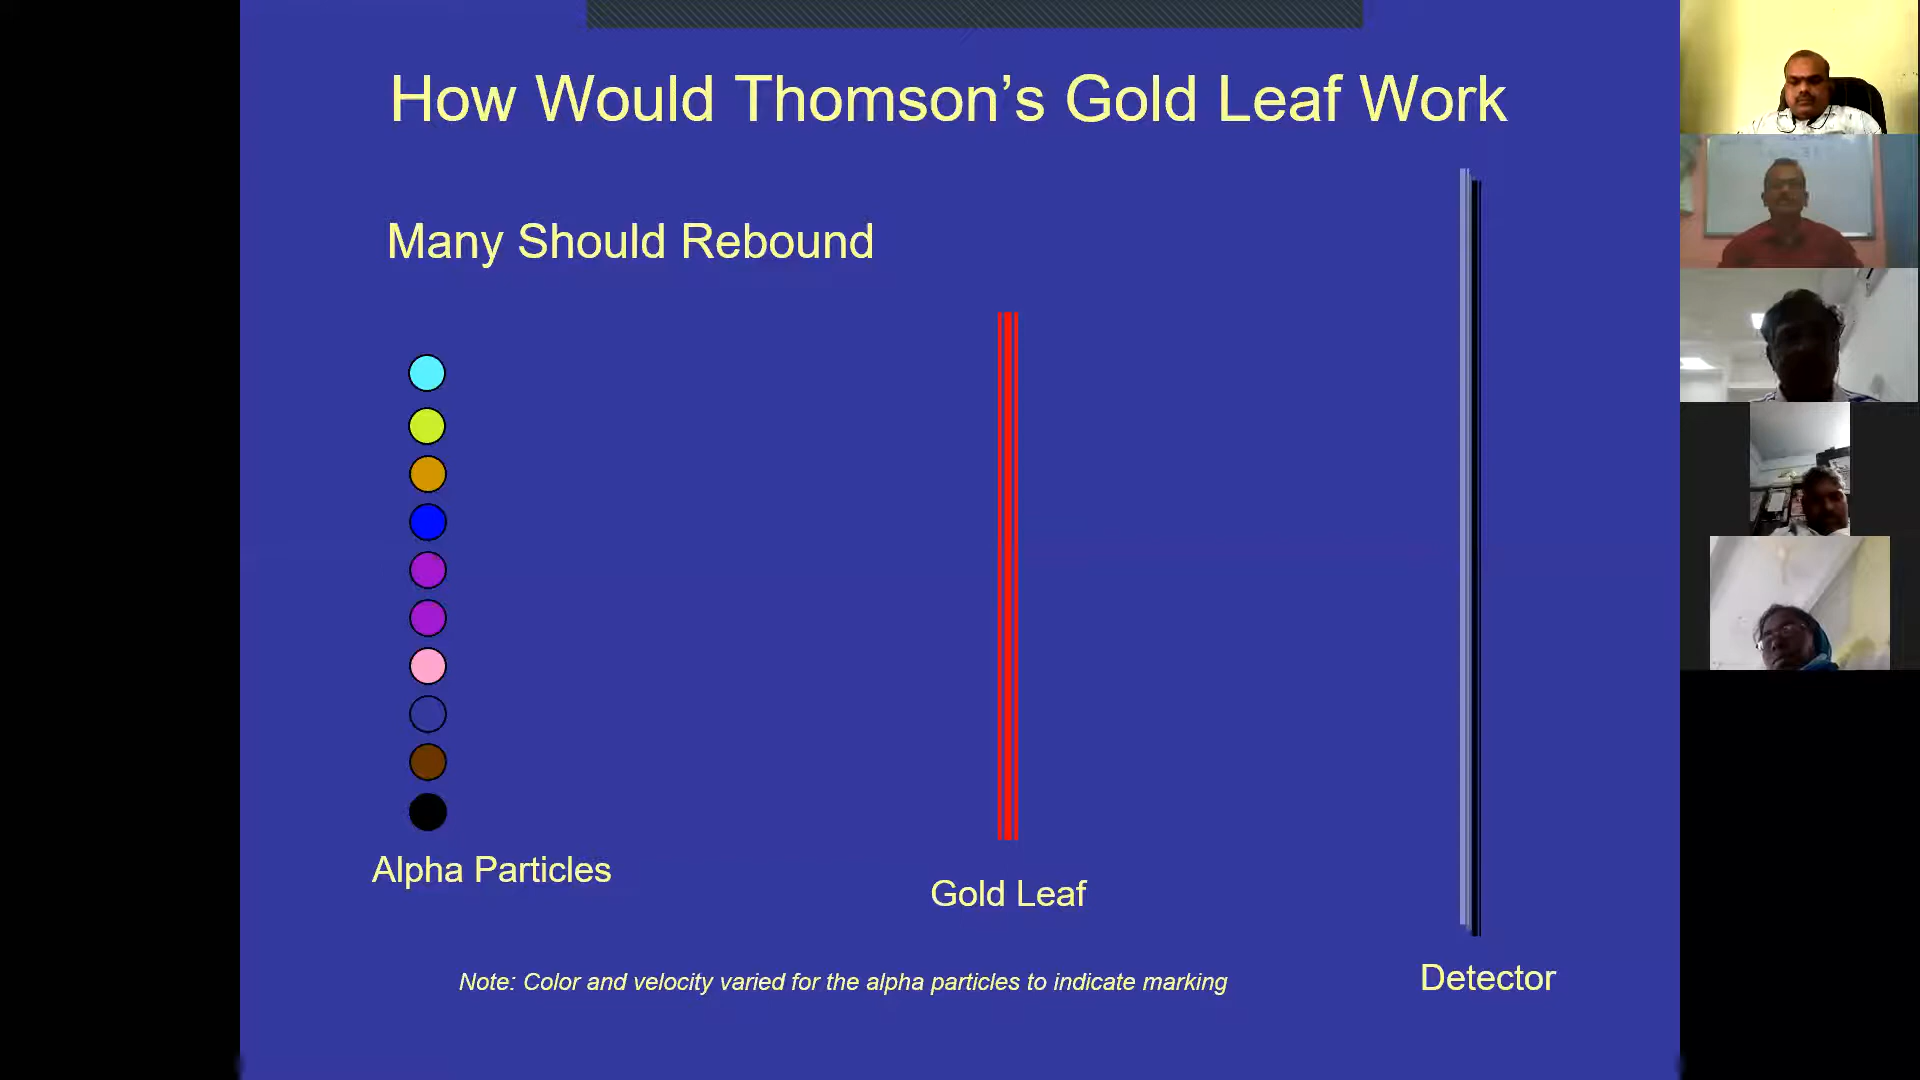 How Would Thomson’s Gold Leaf Work
Many Should Rebound
Alpha Particles
Gold Leaf
Detector
Note: Color and velocity varied for the alpha particles to indicate marking